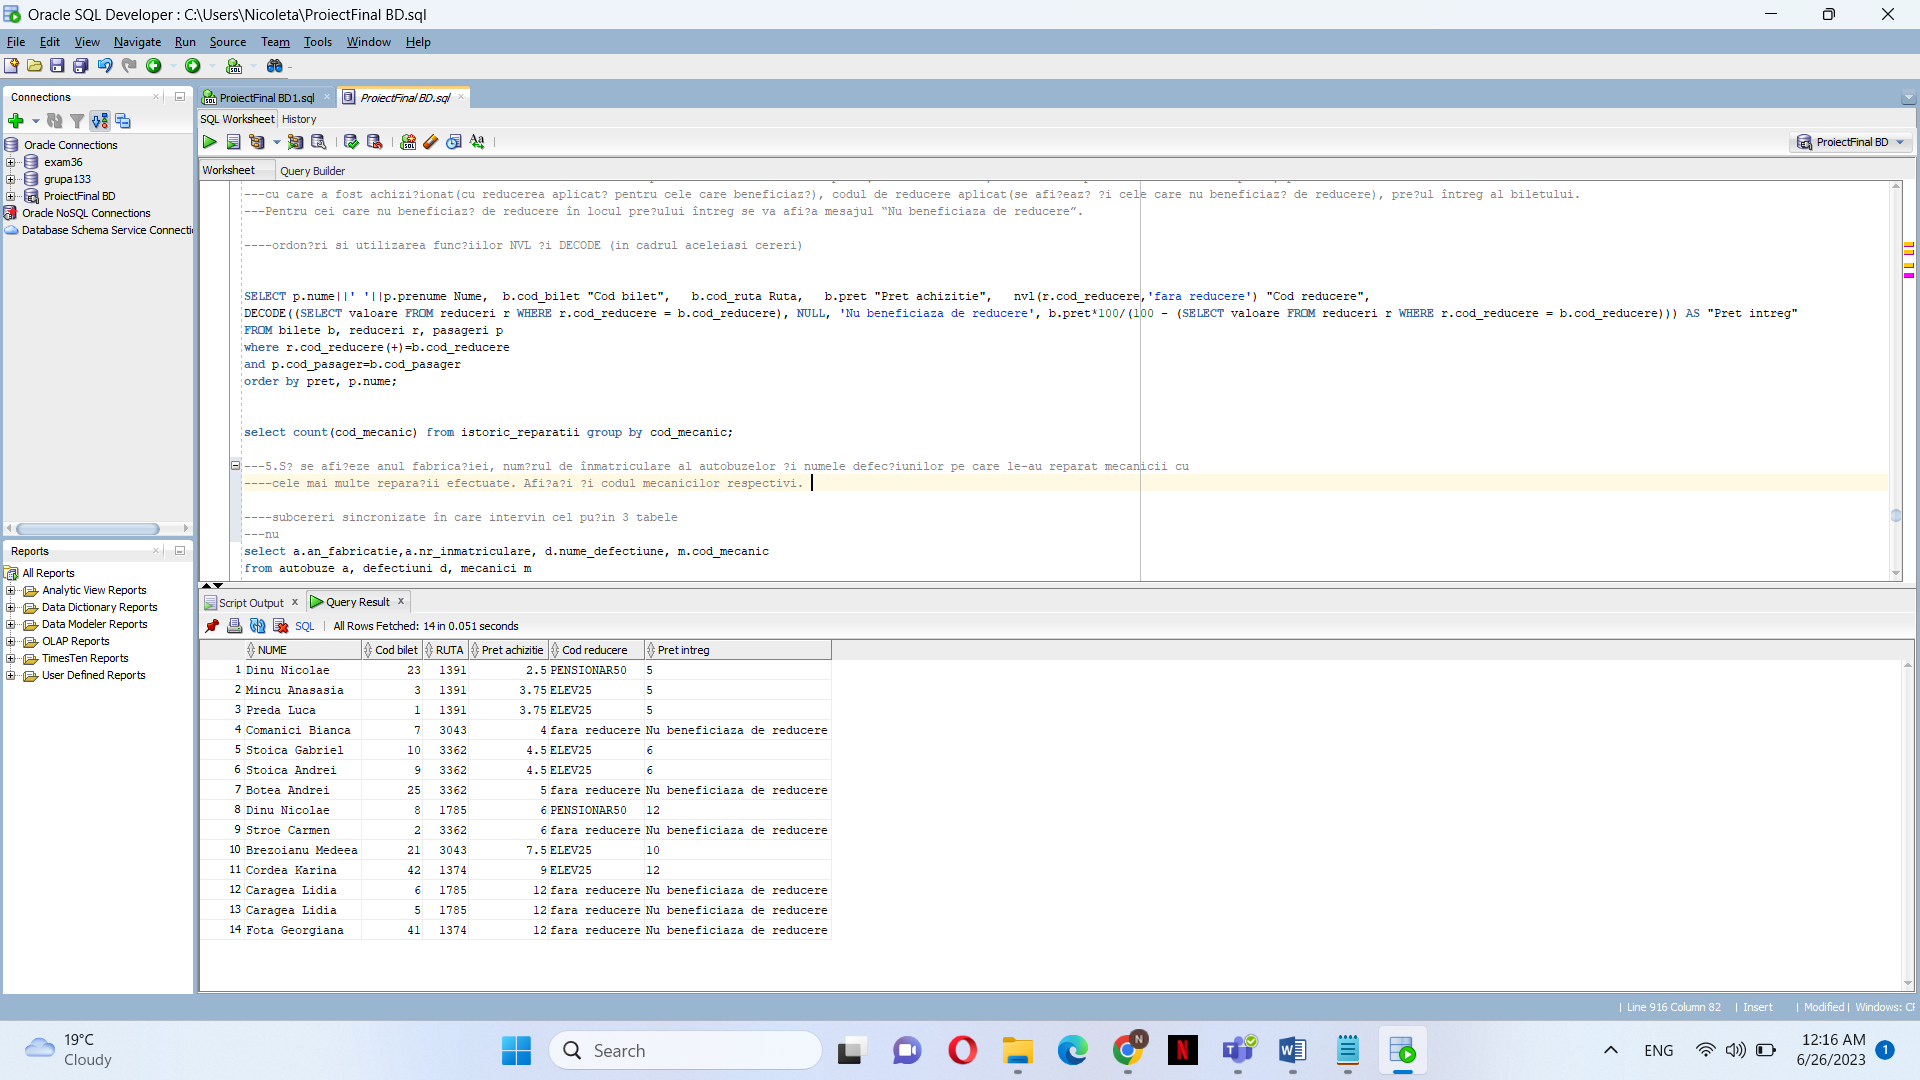 Oracle SQL Developer : C:\Users\Nicoleta\ProiectFinal BD.sql
File Edit View Navigate Run Source Team Tools Window Help
Connections
Oracle Connections
exam36
grupa133
ProiectFinal BD
Oracle NoSQL Connections
Database Schema Service Connecti
Reports
All Reports
Analytic View Reports
Data Dictionary Reports
Data Modeler Reports
OLAP Reports
TimesTen Reports
User Defined Reports
ProiectFinal BD1.sql ProiectFinal BD.sql
SQL Worksheet History
ProiectFinal BD
Worksheet Query Builder
---cu care a fost achizi?ionat(cu reducerea aplicat? pentru cele care beneficiaz?), codul de reducere aplicat(se afi?eaz? ?i cele care nu beneficiaz? de reducere), pre?ul întreg al biletului.
---Pentru cei care nu beneficiaz? de reducere în locul pre?ului întreg se va afi?a mesajul “Nu beneficiaza de reducere”.
----ordon?ri si utilizarea func?iilor NVL ?i DECODE (in cadrul aceleiasi cereri)
SELECT p.nume||' '||p.prenume Nume, b.cod_bilet "Cod bilet", b.cod_ruta Ruta, b.pret "Pret achizitie", nvl(r.cod_reducere,'fara reducere') "Cod reducere",
DECODE((SELECT valoare FROM reduceri r WHERE r.cod_reducere = b.cod_reducere), NULL, 'Nu beneficiaza de reducere', b.pret*100/(100 - (SELECT valoare FROM reduceri r WHERE r.cod_reducere = b.cod_reducere))) AS "Pret intreg"
FROM bilete b, reduceri r, pasageri p
where r.cod_reducere(+)=b.cod_reducere
and p.cod_pasager=b.cod_pasager
order by pret, p.nume;
select count(cod_mecanic) from istoric_reparatii group by cod_mecanic;
---5.S? se afi?eze anul fabrica?iei, num?rul de înmatriculare al autobuzelor ?i numele defec?iunilor pe care le-au reparat mecanicii cu
----cele mai multe repara?ii efectuate. Afi?a?i ?i codul mecanicilor respectivi.
----subcereri sincronizate în care intervin cel pu?in 3 tabele
---nu
select a.an_fabricatie,a.nr_inmatriculare, d.nume_defectiune, m.cod_mecanic
from autobuze a, defectiuni d, mecanici m
Script Output x Query Result x
SQL | All Rows Fetched: 14 in 0.051 seconds
NUME Cod bilet RUTA Pret achizitie Cod reducere Pret intreg
1 Dinu Nicolae 23 1391 2.5 PENSIONAR50 5
2 Mincu Anasasia 3 1391 3.75 ELEV25 5
3 Preda Luca 1 1391 3.75 ELEV25 5
4 Comanici Bianca 7 3043 4 fara reducere Nu beneficiaza de reducere
5 Stoica Gabriel 10 3362 4.5 ELEV25 6
6 Stoica Andrei 9 3362 4.5 ELEV25 6
7 Botea Andrei 25 3362 5 fara reducere Nu beneficiaza de reducere
8 Dinu Nicolae 8 1785 6 PENSIONAR50 12
9 Stroe Carmen 2 3362 6 fara reducere Nu beneficiaza de reducere
10 Brezoianu Medeea 21 3043 7.5 ELEV25 10
11 Cordea Karina 42 1374 9 ELEV25 12
12 Caragea Lidia 6 1785 12 fara reducere Nu beneficiaza de reducere
13 Caragea Lidia 5 1785 12 fara reducere Nu beneficiaza de reducere
14 Fota Georgiana 41 1374 12 fara reducere Nu beneficiaza de reducere
| Line 916 Column 82 | Insert | Modified | Windows: CF
19°C
Cloudy
Search
N
ENG
12:16 AM
6/26/2023
1